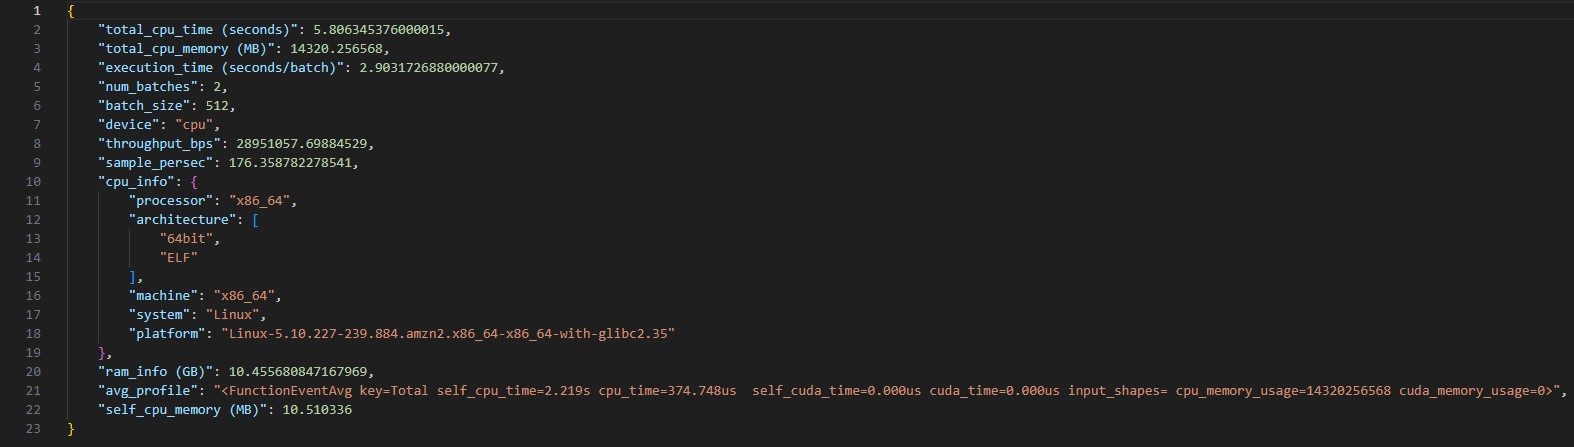 1 {
2 "total_cpu_time (seconds)": 5.806345376000015,
3 "total_cpu_memory (MB)": 14320.256568,
4 "execution_time (seconds/batch)": 2.9031726880000077,
5 "num_batches": 2,
6 "batch_size": 512,
7 "device": "cpu",
8 "throughput_bps": 28951057.69884529,
9 "sample_persec": 176.358782278541,
10 "cpu_info": {
11 "processor": "x86_64",
12 "architecture": [
13 "64bit",
14 "ELF"
15 ],
16 "machine": "x86_64",
17 "system": "Linux",
18 "platform": "Linux-5.10.227-239.884.amzn2.x86_64-x86_64-with-glibc2.35"
19 },
20 "ram_info (GB)": 10.455680847167969,
21 "avg_profile": "<FunctionEventAvg key=Total self_cpu_time=2.219s cpu_time=374.748us  self_cuda_time=0.000us cuda_time=0.000us input_shapes= cpu_memory_usage=14320256568 cuda_memory_usage=0>",
22 "self_cpu_memory (MB)": 10.510336
23 }